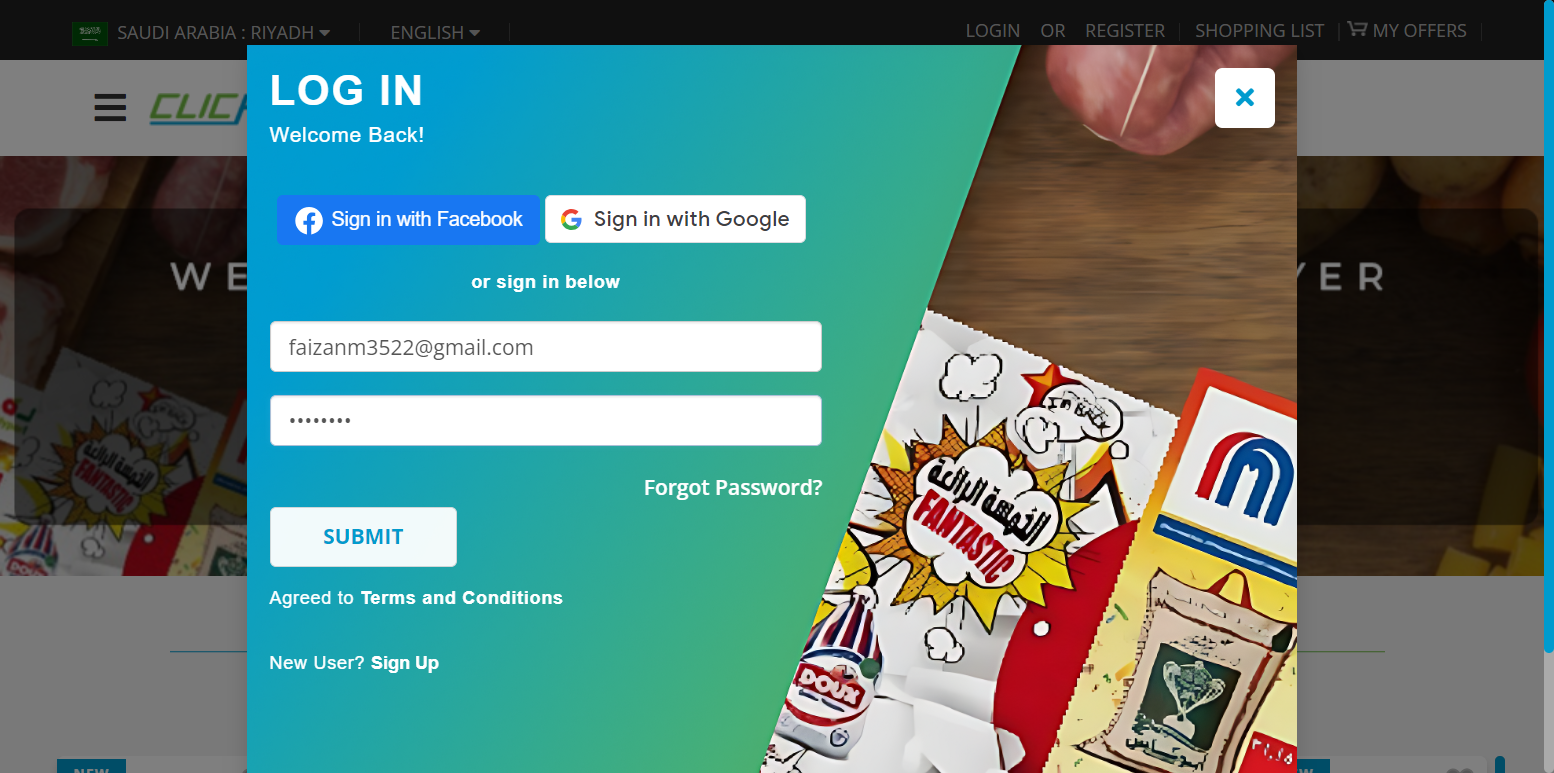 SAUDI ARABIA : RIYADH
ENGLISH
LOGIN OR REGISTER SHOPPING LIST MY OFFERS
CLIC
LOG IN
Welcome Back!
Sign in with Facebook
Sign in with Google
or sign in below
WE
YER
faizanm3522@gmail.com
••••••••
Forgot Password?
SUBMIT
Agreed to Terms and Conditions
New User? Sign Up
FANTASTIC
FANTASTIC
DOUX
DOUX
NEW